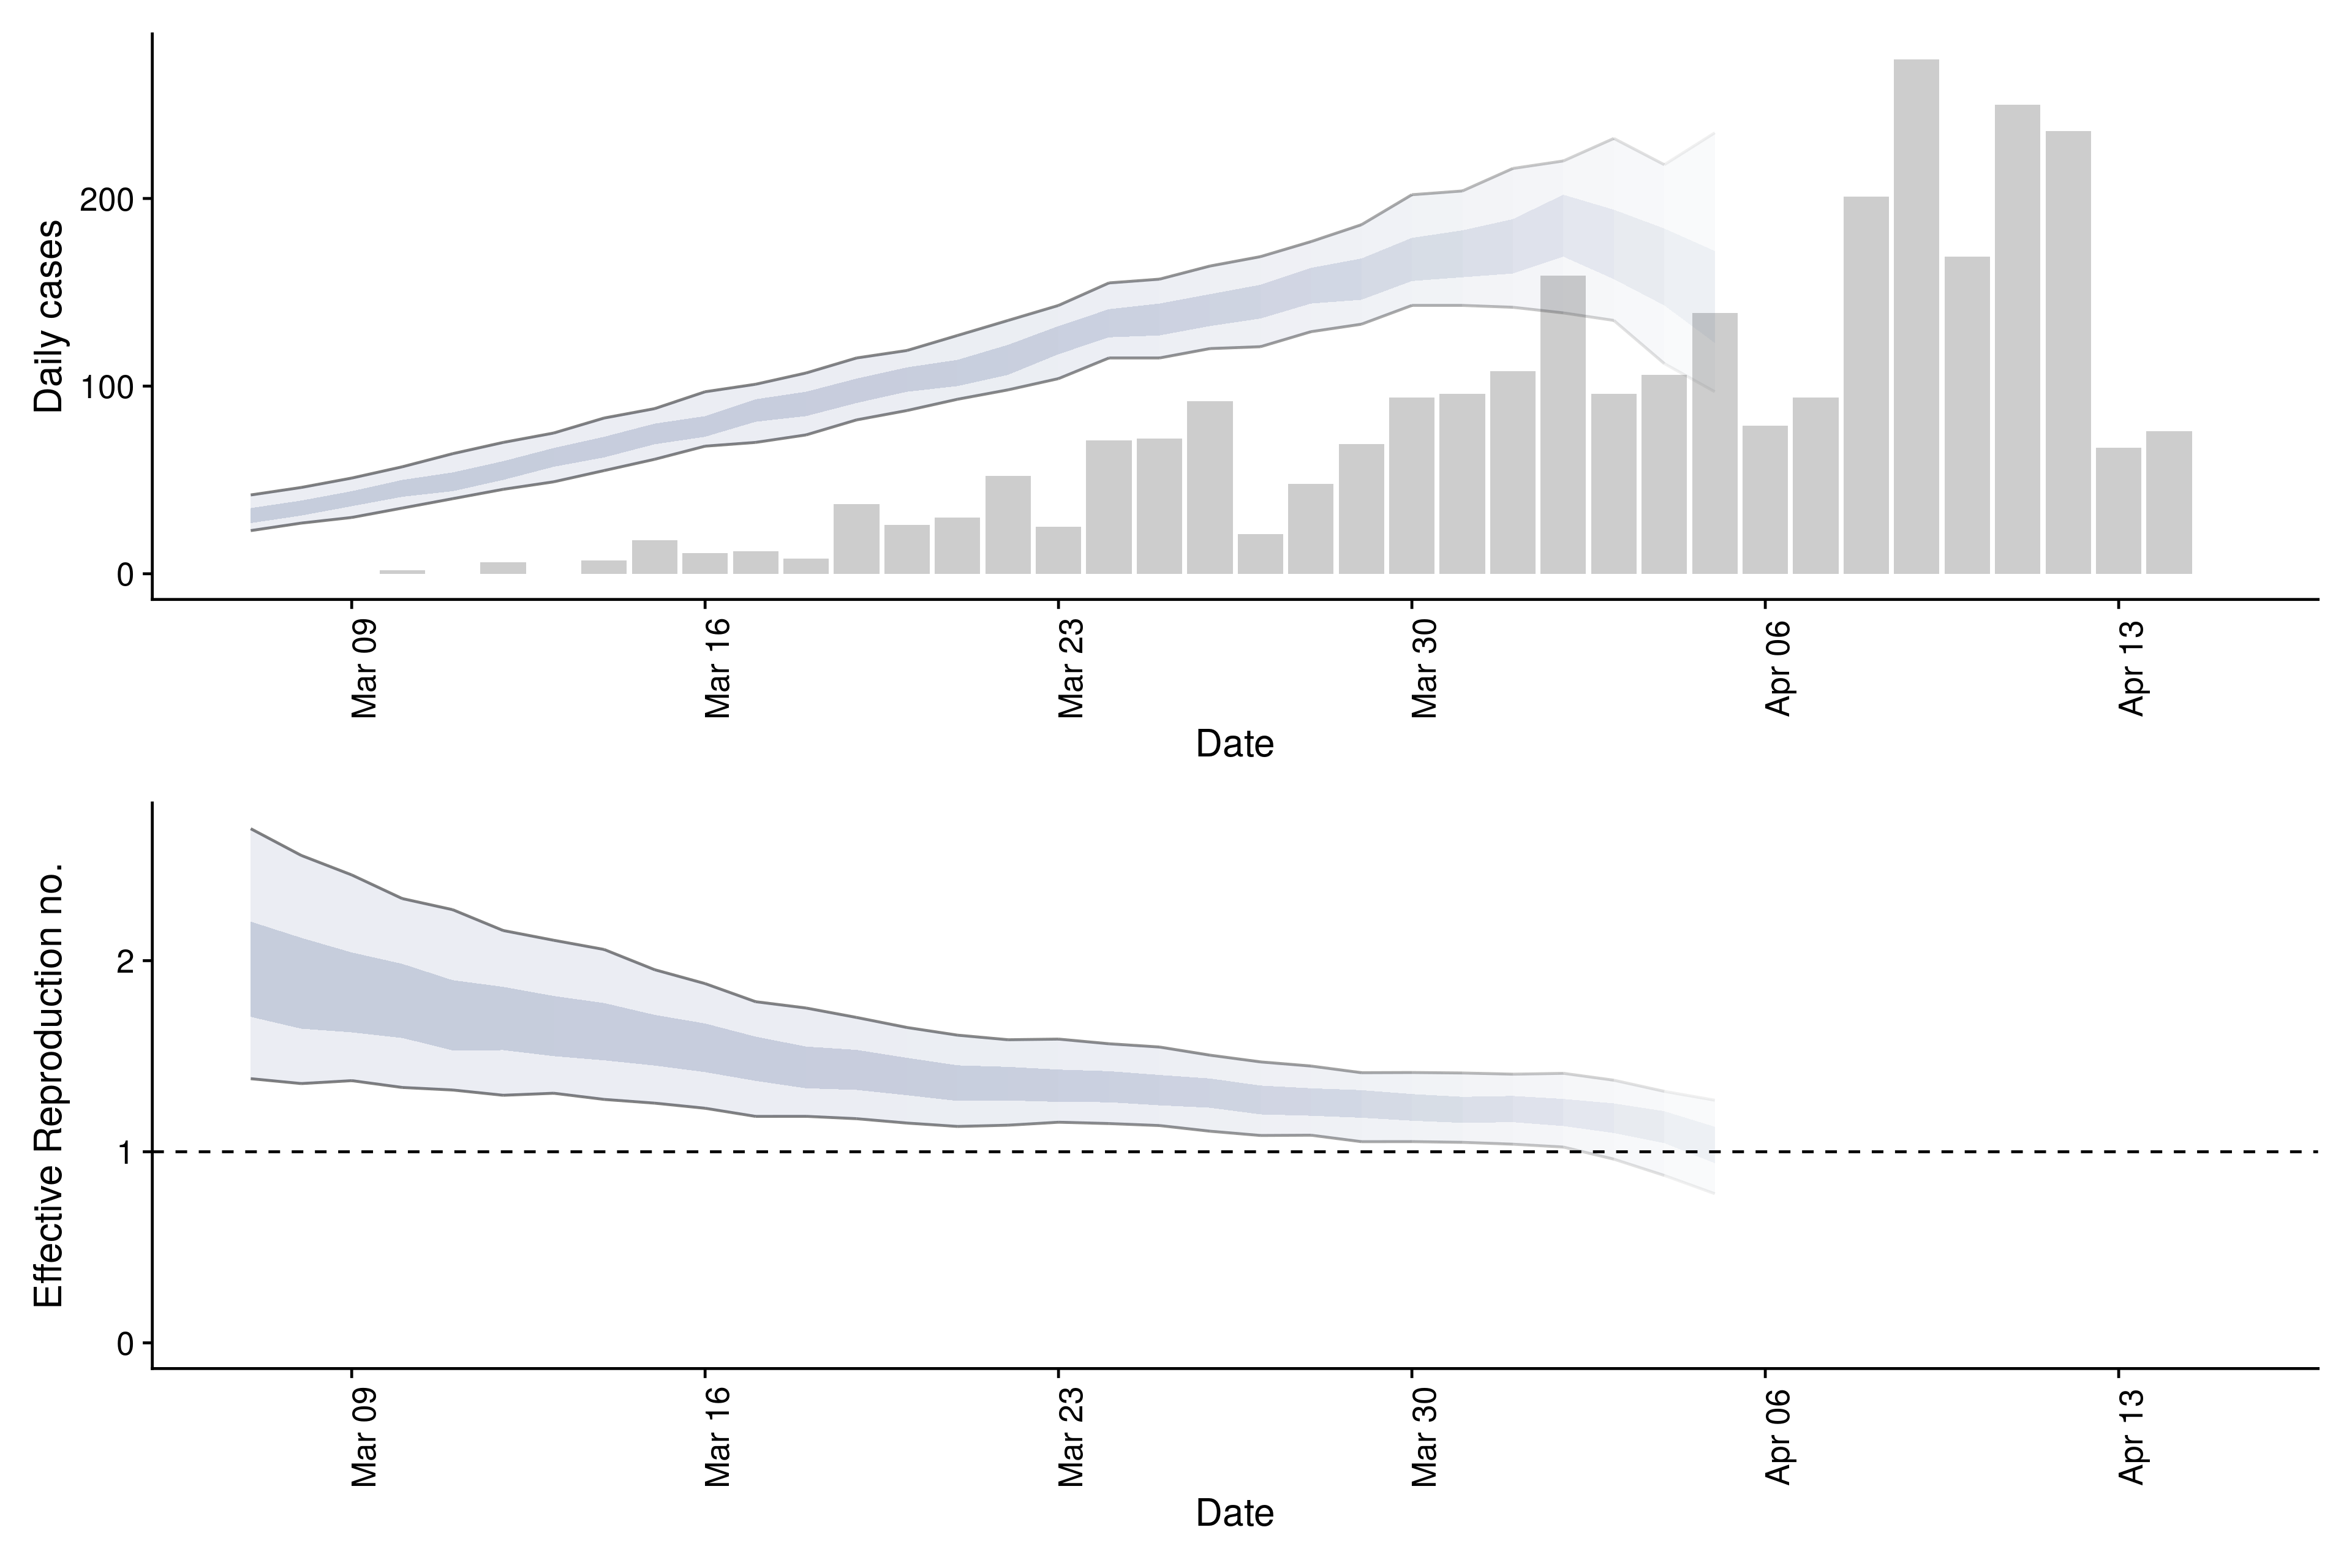 Daily cases
200
100
0
Mar 09
Mar 16
Mar 23
Mar 30
Apr 06
Apr 13
Date
Effective Reproduction no.
2
1
0
Mar 09
Mar 16
Mar 23
Mar 30
Apr 06
Apr 13
Date